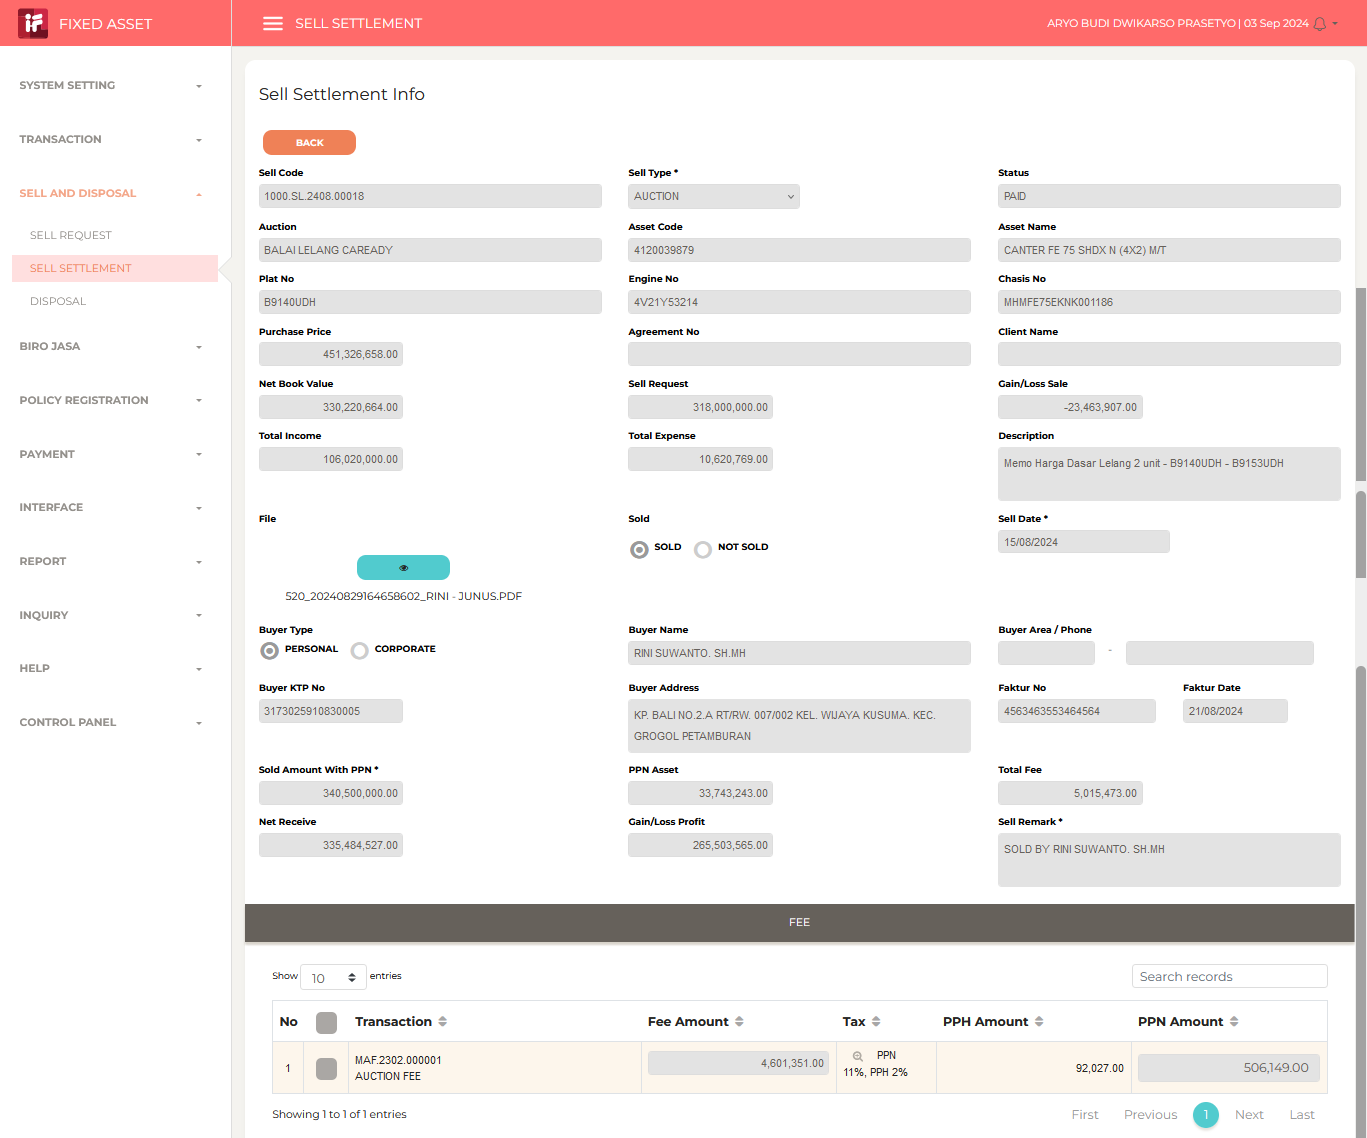 iF FIXED ASSET
SELL SETTLEMENT
ARYO BUDI DWIKARSO PRASETYO | 03 Sep 2024
SYSTEM SETTING
TRANSACTION
SELL AND DISPOSAL
SELL REQUEST
SELL SETTLEMENT
DISPOSAL
BIRO JASA
POLICY REGISTRATION
PAYMENT
INTERFACE
REPORT
INQUIRY
HELP
CONTROL PANEL
Sell Settlement Info
BACK
Sell Code Sell Type * Status
1000.SL.2408.00018 AUCTION PAID
Auction Asset Code Asset Name
BALAI LELANG CAREADY 4120039879 CANTER FE 75 SHDX N (4X2) M/T
Plat No Engine No Chasis No
B9140UDH 4V21Y53214 MHMFE75EKNK001186
Purchase Price Agreement No Client Name
451,326,658.00
Net Book Value Sell Request Gain/Loss Sale
330,220,664.00 318,000,000.00 -23,463,907.00
Total Income Total Expense Description
106,020,000.00 10,620,769.00 Memo Harga Dasar Lelang 2 unit - B9140UDH - B9153UDH
File Sold Sell Date *
SOLD NOT SOLD 15/08/2024
520_20240829164658602_RINI - JUNUS.PDF
Buyer Type Buyer Name Buyer Area / Phone
PERSONAL CORPORATE RINI SUWANTO. SH.MH -
Buyer KTP No Buyer Address Faktur No Faktur Date
3173025910830005 KP. BALI NO.2.A RT/RW. 007/002 KEL. WIJAYA KUSUMA. KEC. 4563463553464564 21/08/2024
GROGOL PETAMBURAN
Sold Amount With PPN * PPN Asset Total Fee
340,500,000.00 33,743,243.00 5,015,473.00
Net Receive Gain/Loss Profit Sell Remark *
335,484,527.00 265,503,565.00 SOLD BY RINI SUWANTO. SH.MH
FEE
Show 10 entries Search records
No Transaction Fee Amount Tax PPH Amount PPN Amount
1 MAF.2302.000001 4,601,351.00 PPN 92,027.00 506,149.00
AUCTION FEE 11%, PPH 2%
Showing 1 to 1 of 1 entries First Previous 1 Next Last